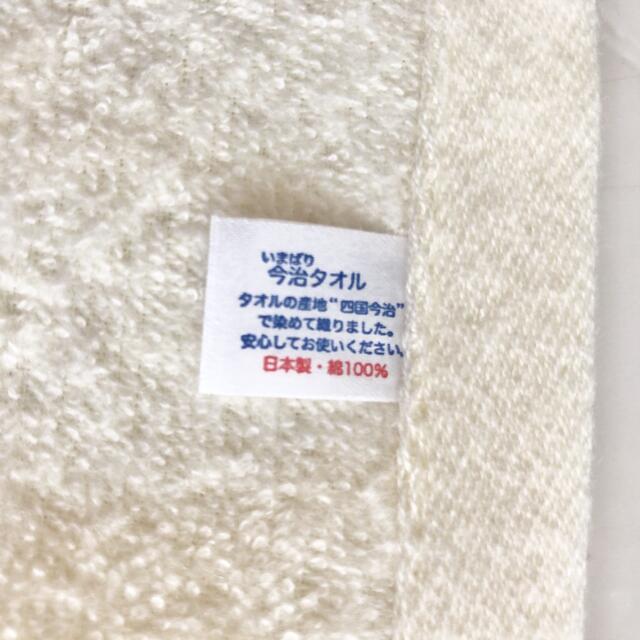 いまばり
今治タオル
タオルの産地“四国今治”
で染めて織りました。
安心してお使いください。
日本製・綿100%